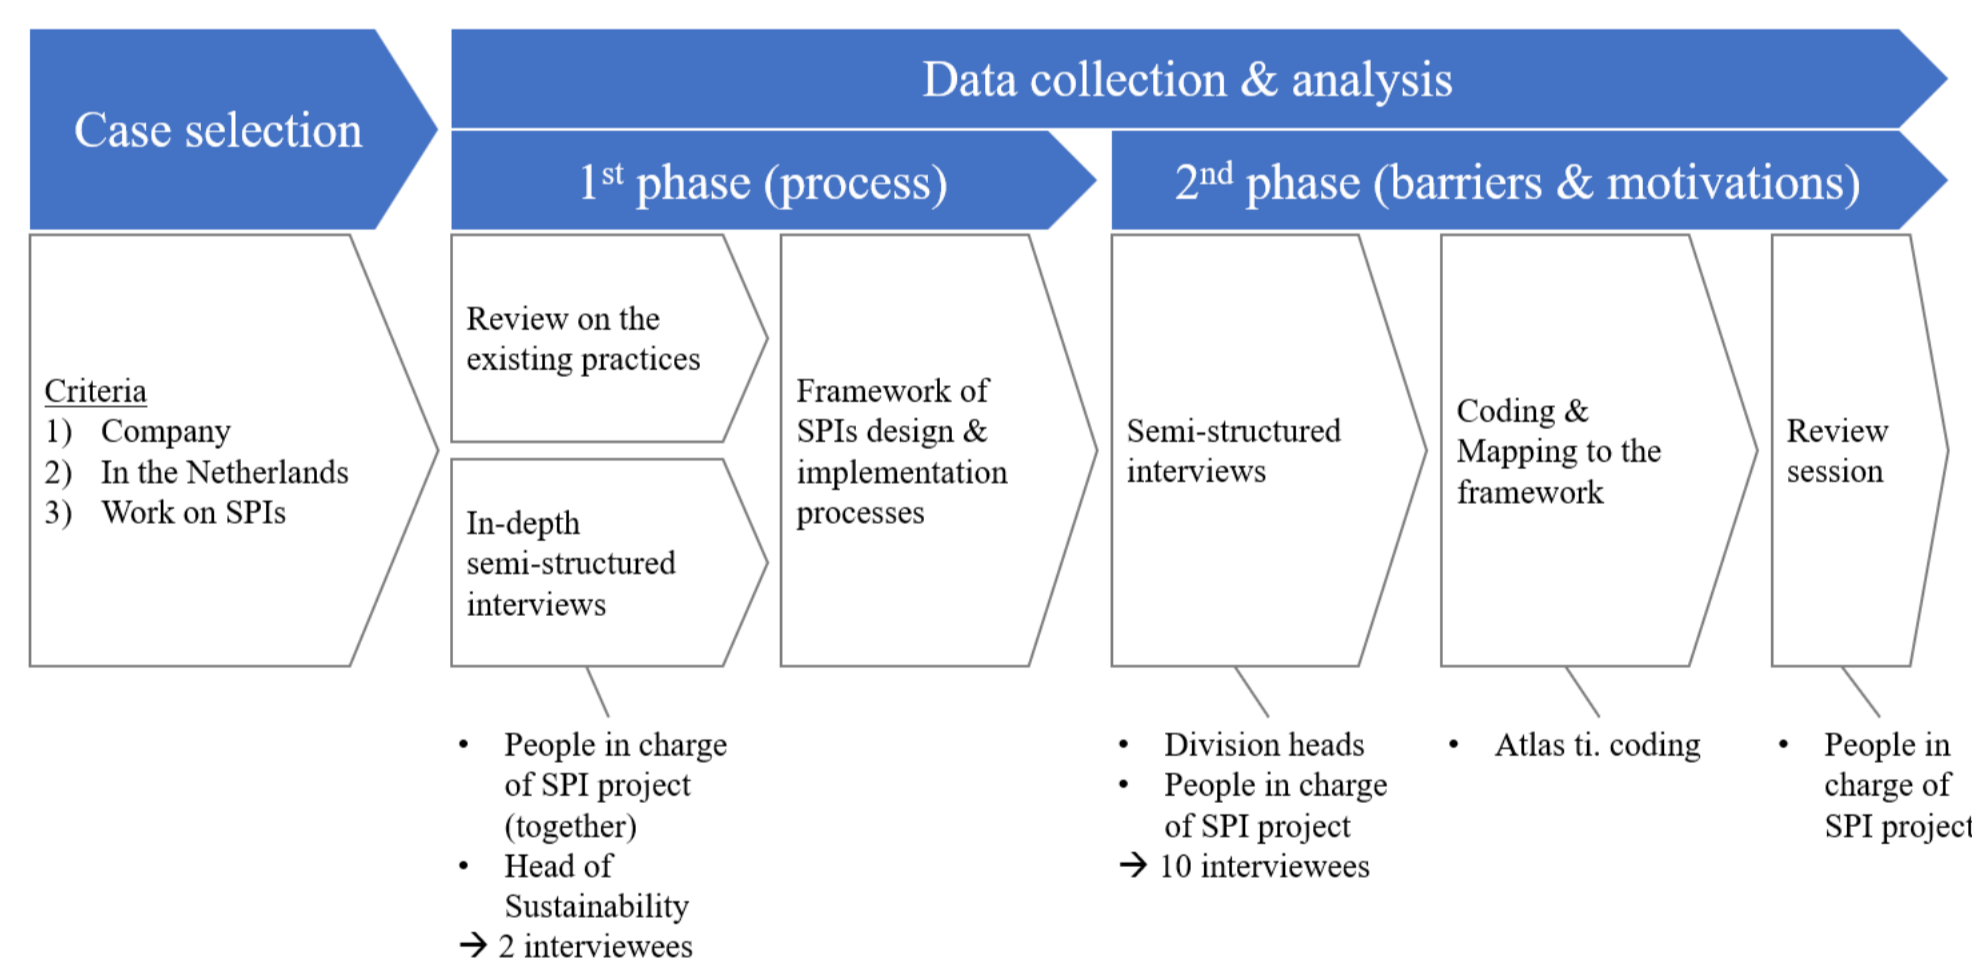 Case selection
Data collection & analysis
1st phase (process)
2nd phase (barriers & motivations)
Criteria
1) Company
2) In the Netherlands
3) Work on SPIs
Review on the
existing practices
In-depth
semi-structured
interviews
Framework of
SPIs design &
implementation
processes
Semi-structured
interviews
Coding &
Mapping to the
framework
Review
session
• People in charge
of SPI project
(together)
• Head of
Sustainability
→ 2 interviewees
• Division heads
• People in charge
of SPI project
→ 10 interviewees
• Atlas ti. coding
• People in
charge of
SPI project